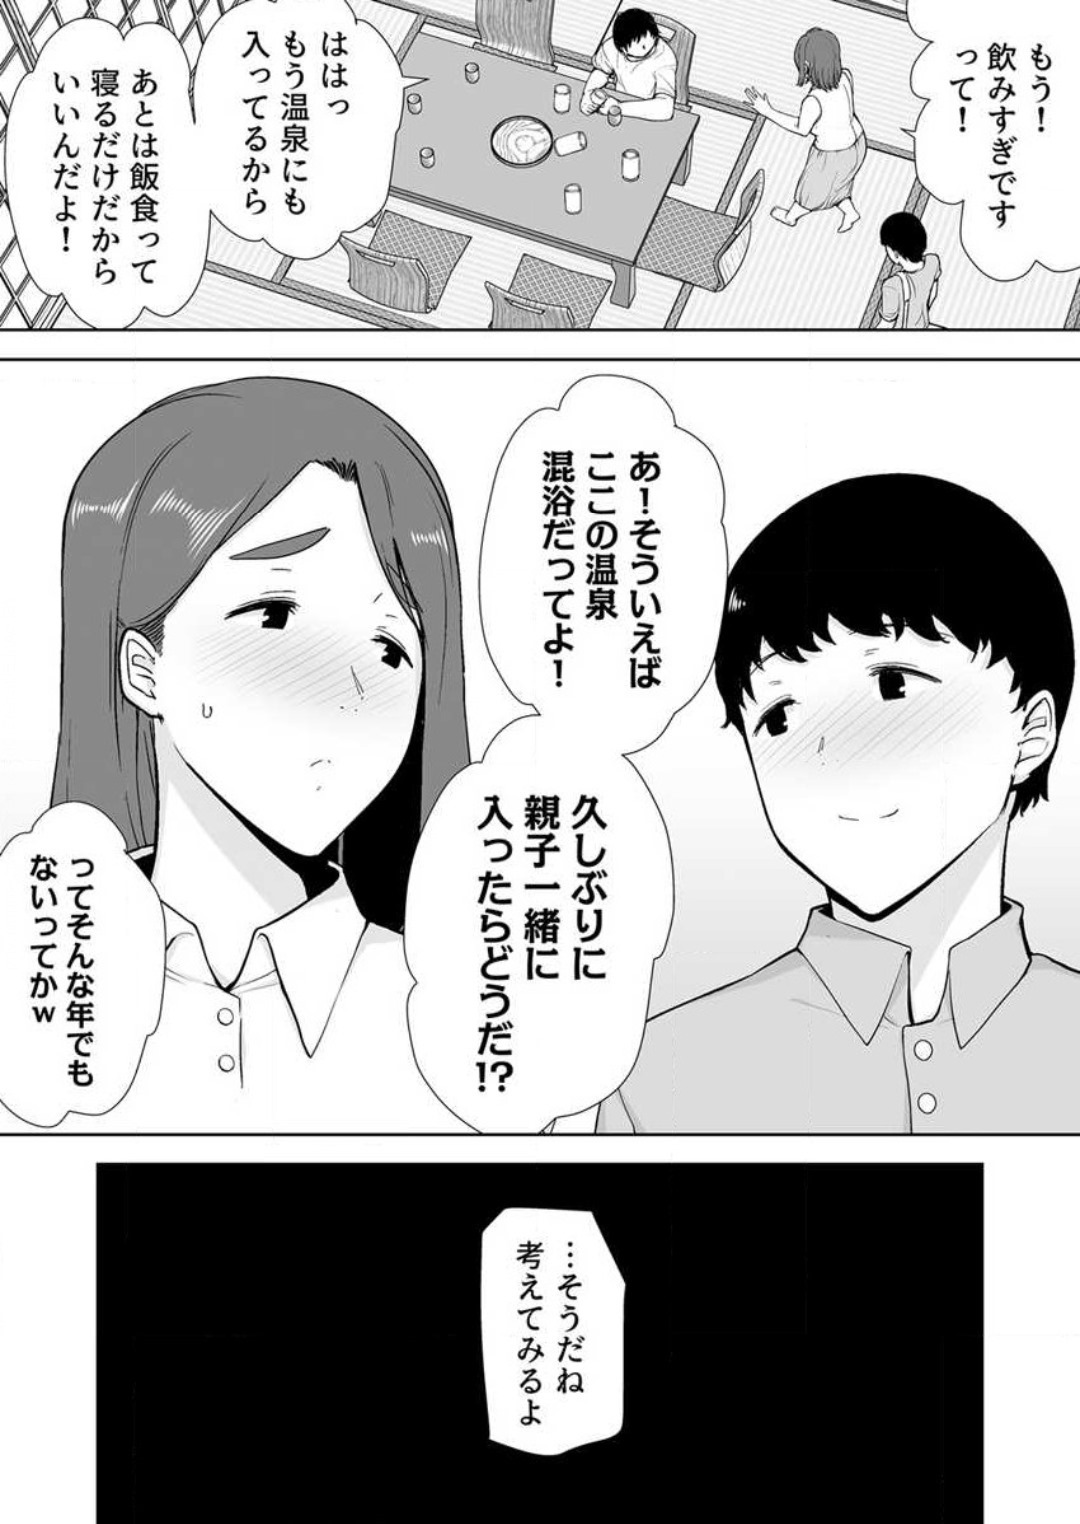 もう！
飲みすぎです
って！
ははっ
もう温泉にも
入ってるから
あとは飯食って
寝るだけだから
いいんだよ！
あ！そういえば
ここの温泉
混浴だってよ！
久しぶりに
親子一緒に
入ったらどうだ!?
ってそんな年でも
ないってかｗ
…そうだね
考えてみるよ